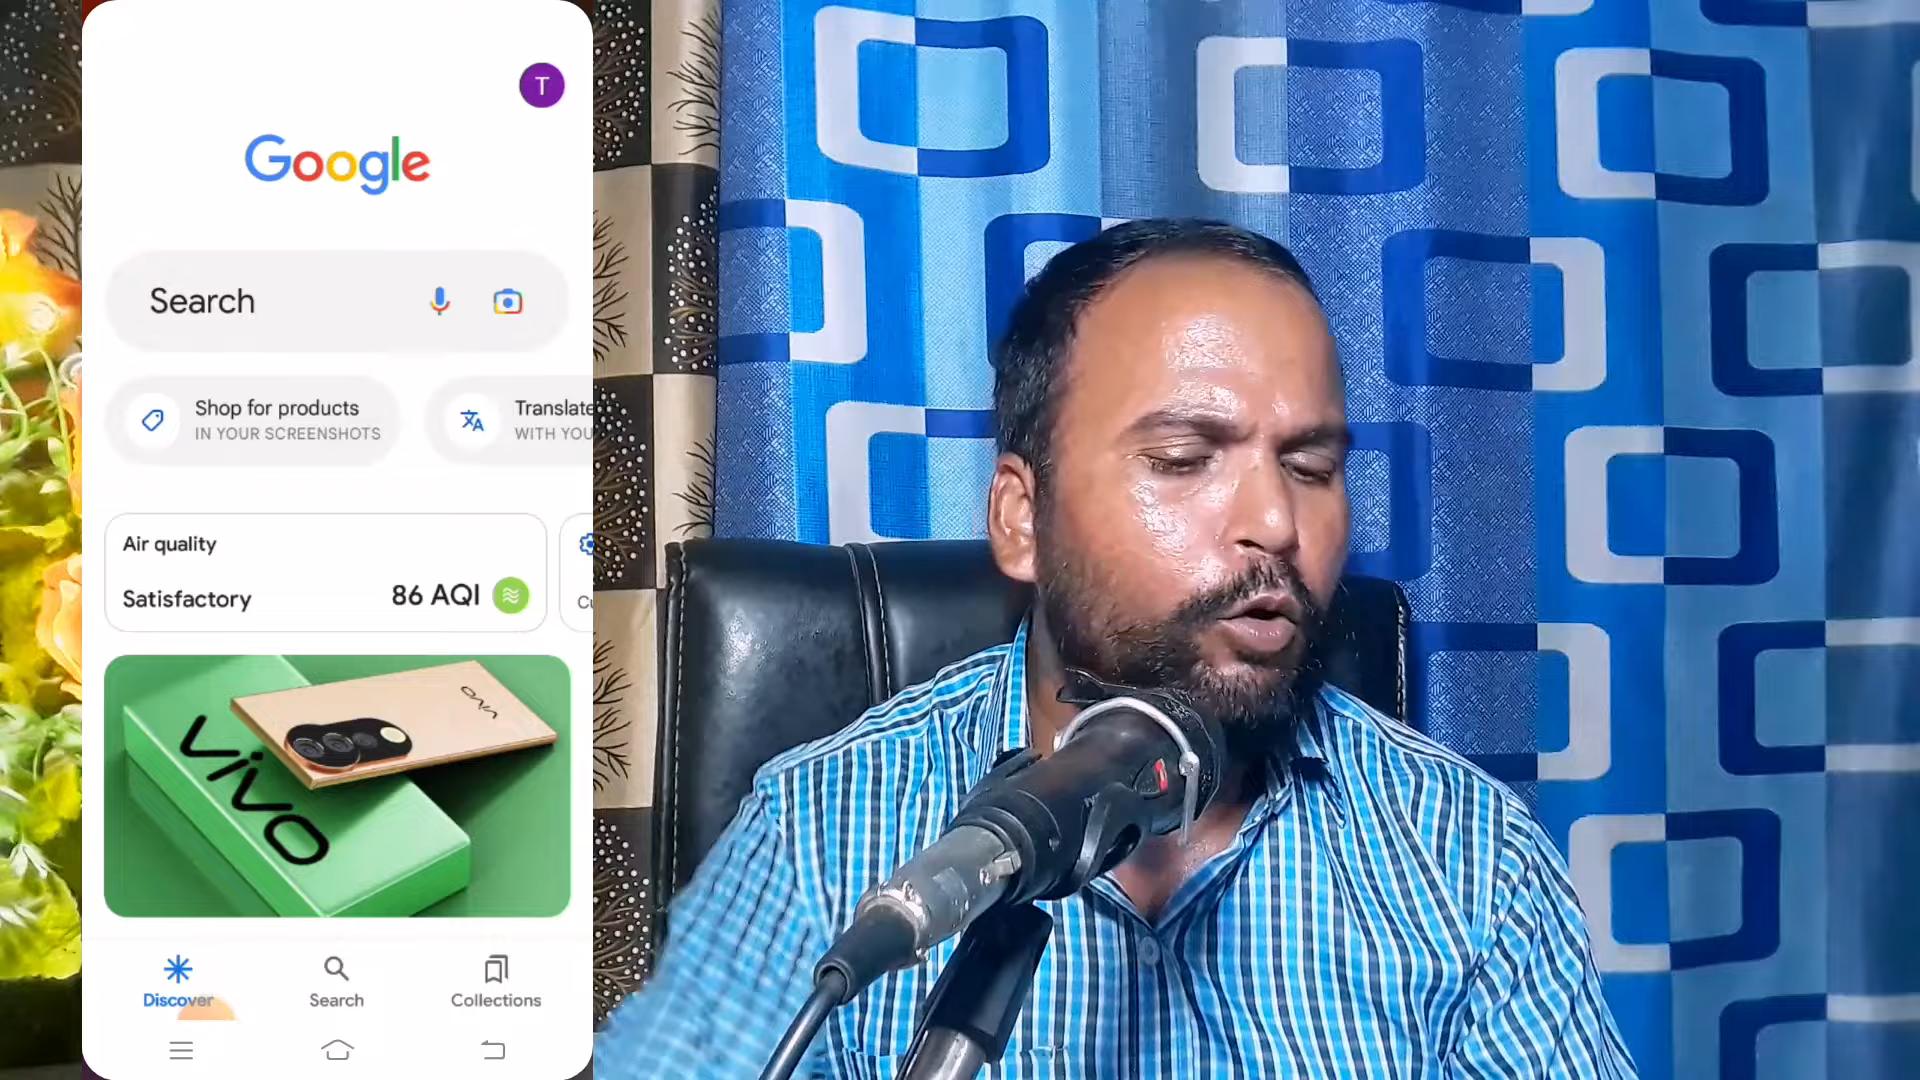 T
Google
Search
Shop for products
IN YOUR SCREENSHOTS
Translate
WITH YOU
Air quality
Satisfactory
86 AQI
vivo
vivo
Discover
Search
Collections